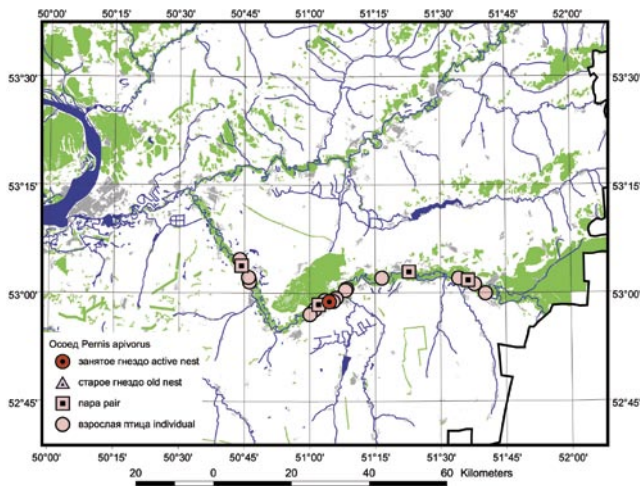 50°00' 50°15' 50°30' 50°45' 51°00' 51°15' 51°30' 51°45' 52°00'
53°30' 53°30'
53°15' 53°15'
53°00' 53°00'
Осоед Pernis apivorus
занятое гнездо active nest
старое гнездо old nest
пара pair
взрослая птица individual
52°45' 52°45'
50°00' 50°15' 50°30' 50°45' 51°00' 51°15' 51°30' 51°45' 52°00'
20 0 20 40 60 Kilometers